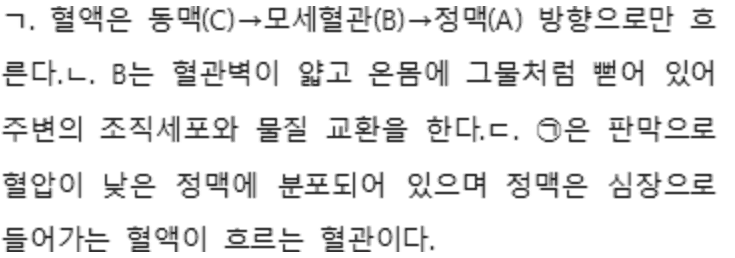 ㄱ. 혈액은 동맥(C)→모세혈관(B)→정맥(A) 방향으로만 흐
른다.ㄴ. B는 혈관벽이 얇고 온몸에 그물처럼 뻗어 있어
주변의 조직세포와 물질 교환을 한다.ㄷ. ㉠은 판막으로
혈압이 낮은 정맥에 분포되어 있으며 정맥은 심장으로
들어가는 혈액이 흐르는 혈관이다.